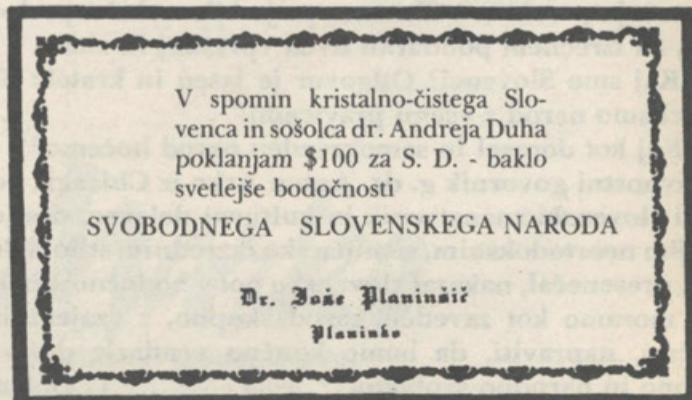 V spomin kristalno-čistega Slo-
venca in sošolca dr. Andreja Duha
poklanjam $100 za S. D. - baklo
svetlejše bodočnosti
SVOBODNEGA SLOVENSKEGA NARODA
Dr. Jože Planinšič
Planinko